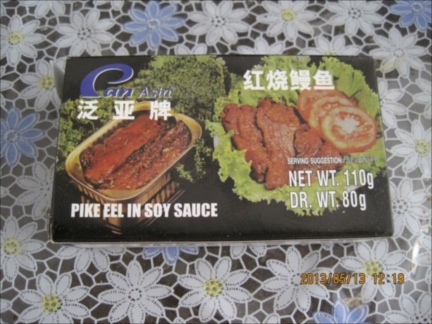 Pan Asia
泛亚牌
红烧鳗鱼
SERVING SUGGESTION
NET WT. 110g
DR. WT. 80g
PIKE EEL IN SOY SAUCE
2013/05/13 12:19